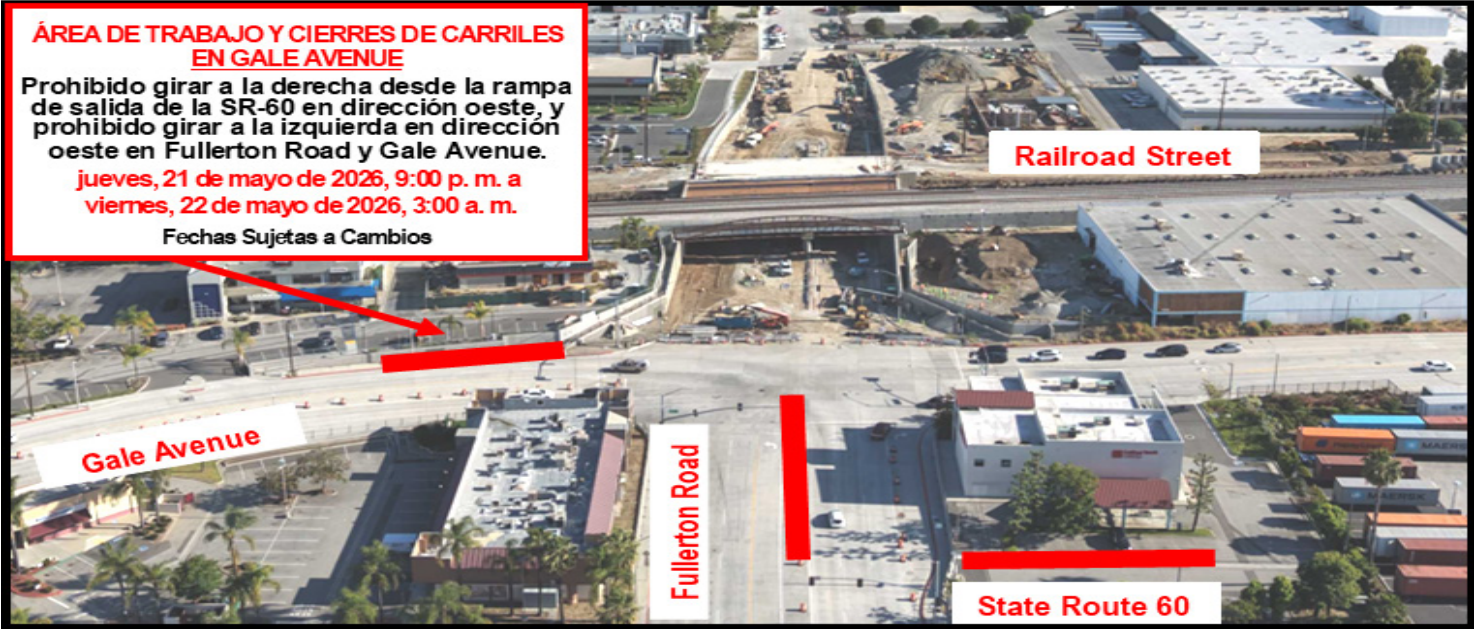 ÁREA DE TRABAJO Y CIERRES DE CARRILES
EN GALE AVENUE
Prohibido girar a la derecha desde la rampa
de salida de la SR-60 en dirección oeste, y
prohibido girar a la izquierda en dirección
oeste en Fullerton Road y Gale Avenue.
jueves, 21 de mayo de 2026, 9:00 p. m. a
viernes, 22 de mayo de 2026, 3:00 a. m.
Fechas Sujetas a Cambios
Railroad Street
Gale Avenue
Fullerton Road
State Route 60
MAERSK
MAERSK